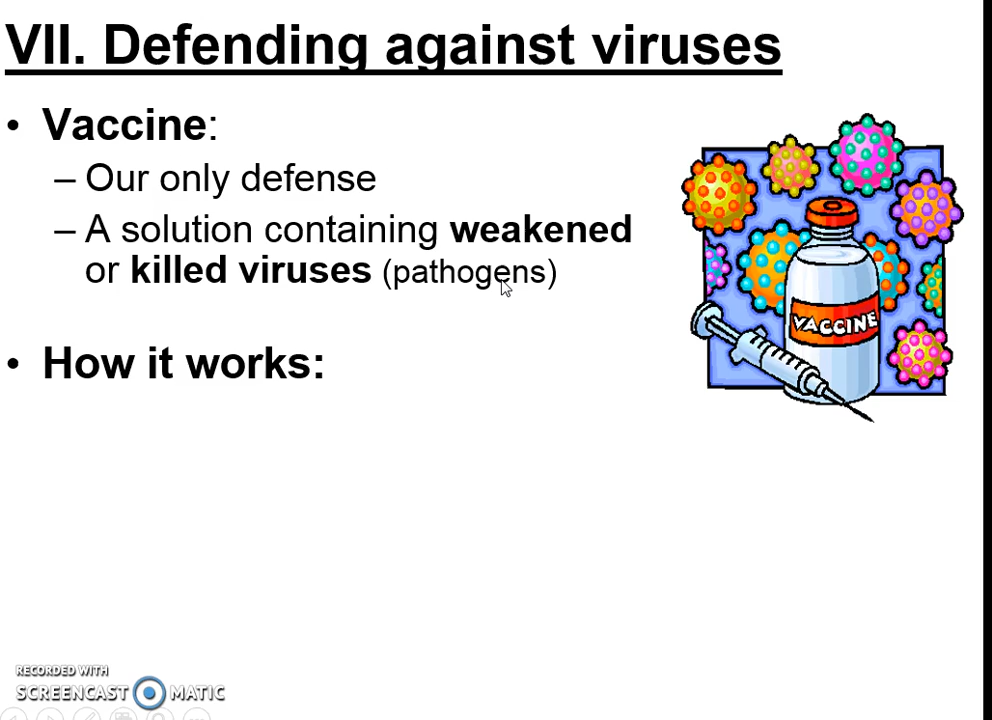 VII. Defending against viruses
• Vaccine:
– Our only defense
– A solution containing weakened
or killed viruses (pathogens)
VACCINE
• How it works:
RECORDED WITH
SCREENCAST MATIC